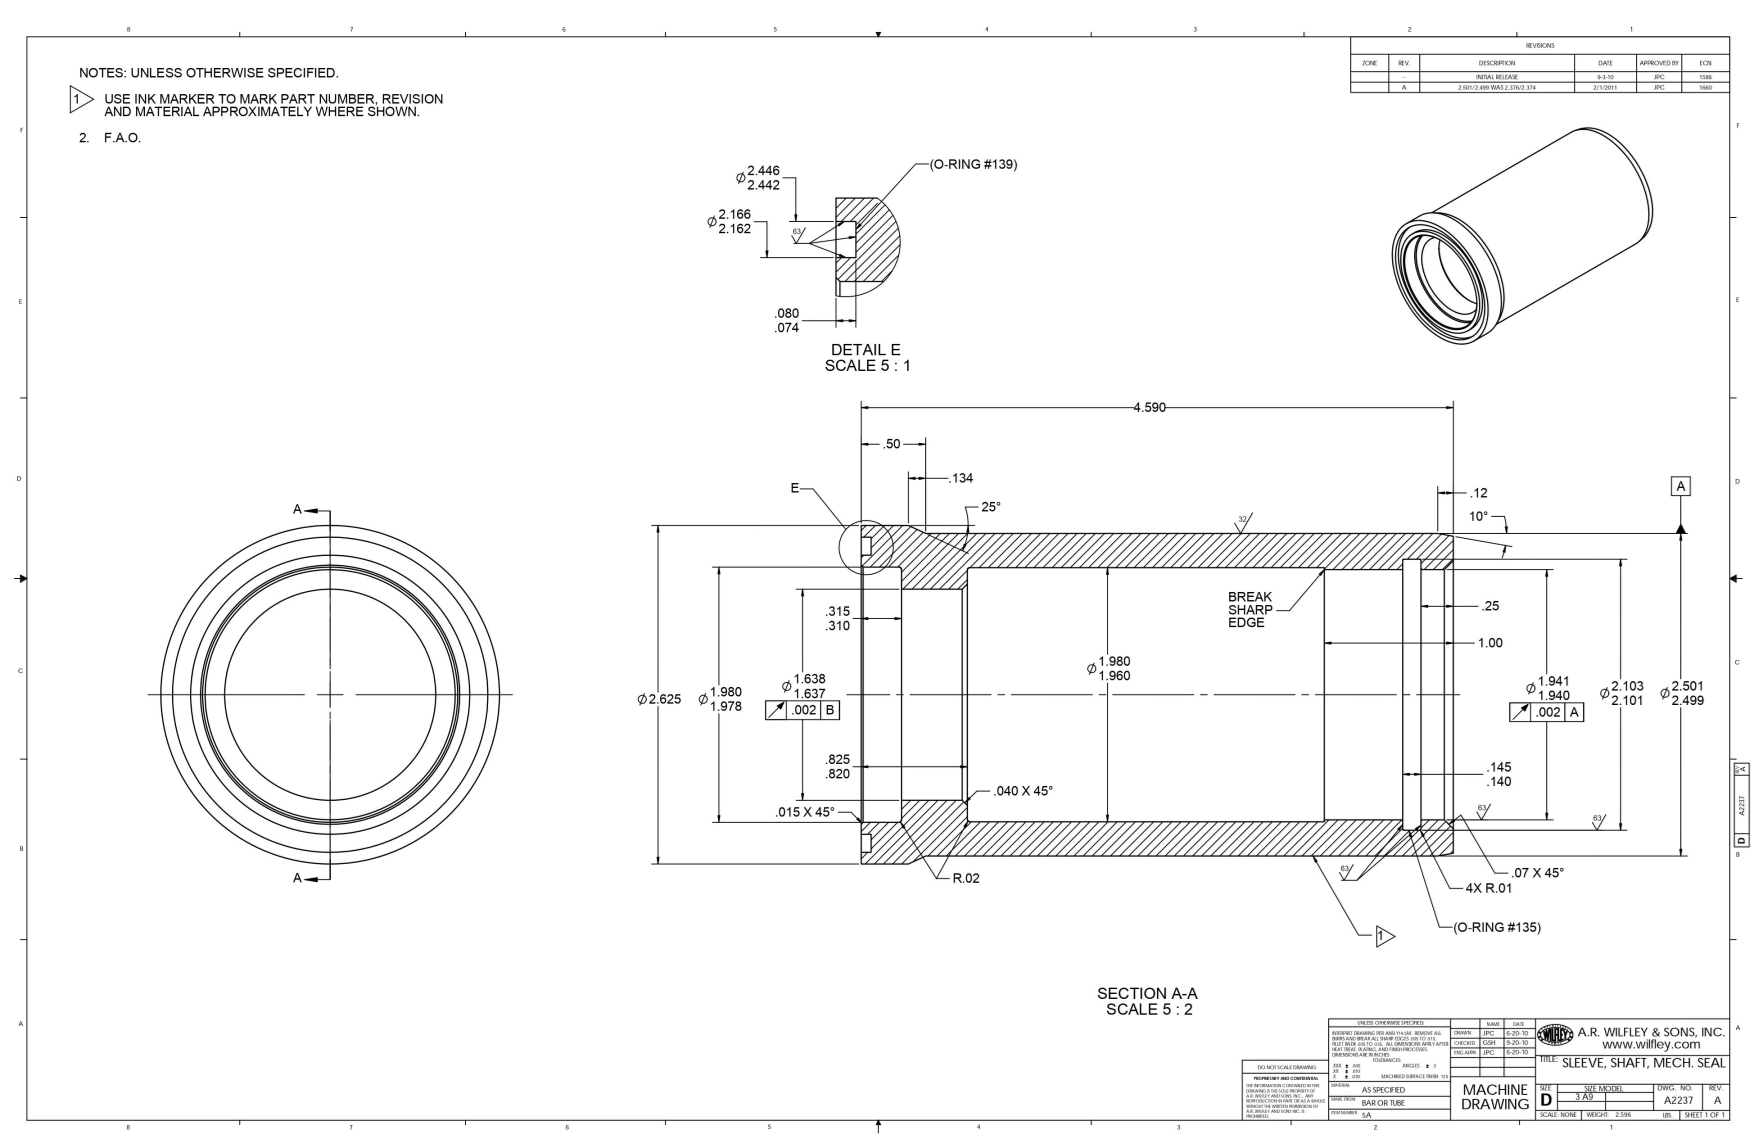 8 7 6 5 4 3 2 1
REVISIONS
ZONE REV. DESCRIPTION DATE APPROVED BY ECN
- INITIAL RELEASE 9-3-10 JPC 1586
A 2.501/2.499 WAS 2.376/2.374 2/1/2011 JPC 1660
NOTES: UNLESS OTHERWISE SPECIFIED.
1 USE INK MARKER TO MARK PART NUMBER, REVISION
AND MATERIAL APPROXIMATELY WHERE SHOWN.
2. F.A.O.
F
F
E
E
D
D
C
C
B
B
A
A
(O-RING #139)
⌀ 2.446
2.442
⌀ 2.166
2.162
63
.080
.074
DETAIL E
SCALE 5 : 1
4.590
.50
.134
E
25°
32
.12
10°
A
A
A
BREAK
SHARP
EDGE
.315
.310
.25
1.00
⌀ 2.625
⌀ 1.980
1.978
⌀ 1.638
1.637
.002 B
⌀ 1.980
1.960
⌀ 1.941
1.940
.002 A
⌀ 2.103
2.101
⌀ 2.501
2.499
.825
.820
.040 X 45°
.015 X 45°
.145
.140
63
63
63
R.02
.07 X 45°
4X R.01
(O-RING #135)
1
SECTION A-A
SCALE 5 : 2
REV A
A2237
D
UNLESS OTHERWISE SPECIFIED:
INTERPRET DRAWING PER ANSI Y14.5M. REMOVE ALL
BURRS AND BREAK ALL SHARP EDGES .005 TO .015.
FILLET RADII .005 TO .035. ALL DIMENSIONS APPLY AFTER
HEAT TREAT, PLATING, AND FINISH PROCESSES.
DIMENSIONS ARE IN INCHES
TOLERANCES
.XXX ± .005 ANGLES ± .5
.XX ± .010
.X ± .030 MACHINED SURFACE FINISH 125
MATERIAL
AS SPECIFIED
MAKE FROM
BAR OR TUBE
ITEM NUMBER
5A
DO NOT SCALE DRAWING
PROPRIETARY AND CONFIDENTIAL
THE INFORMATION CONTAINED IN THIS
DRAWING IS THE SOLE PROPERTY OF
A.R. WILFLEY AND SONS, INC. ANY
REPRODUCTION IN PART OR AS A WHOLE
WITHOUT THE WRITTEN PERMISSION OF
A.R. WILFLEY AND SONS INC. IS
PROHIBITED.
NAME DATE
DRAWN JPC 6-20-10
CHECKED GSH 9-20-10
ENG APPR. JPC 6-20-10
MACHINE
DRAWING
WILFLEY
A.R. WILFLEY & SONS, INC.
www.wilfley.com
TITLE: SLEEVE, SHAFT, MECH. SEAL
SIZE SIZE MODEL DWG. NO. REV.
D 3 A9 A2237 A
SCALE: NONE WEIGHT: 2.596 LBS. SHEET 1 OF 1
8 7 6 5 4 3 2 1